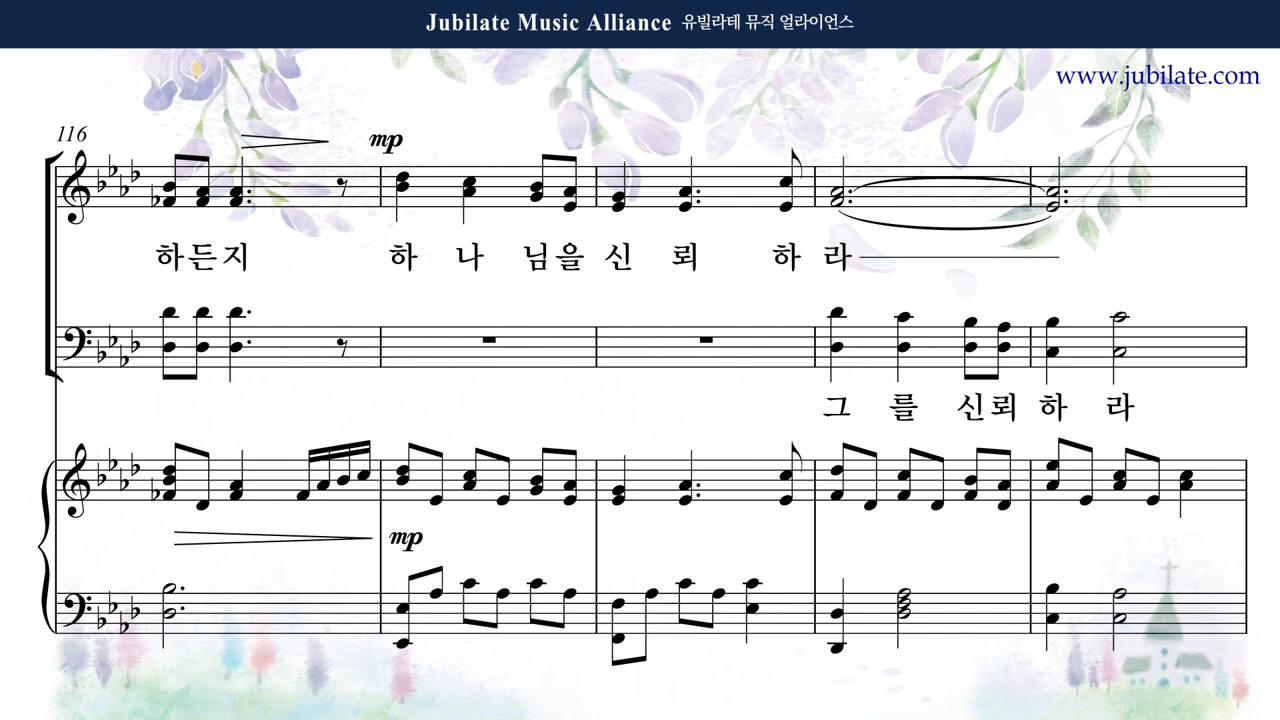 Jubilate Music Alliance 유빌라테 뮤직 얼라이언스
www.jubilate.com
116
mp
하든지 하 나 님을 신 뢰 하 라
그 를 신뢰 하 라
mp